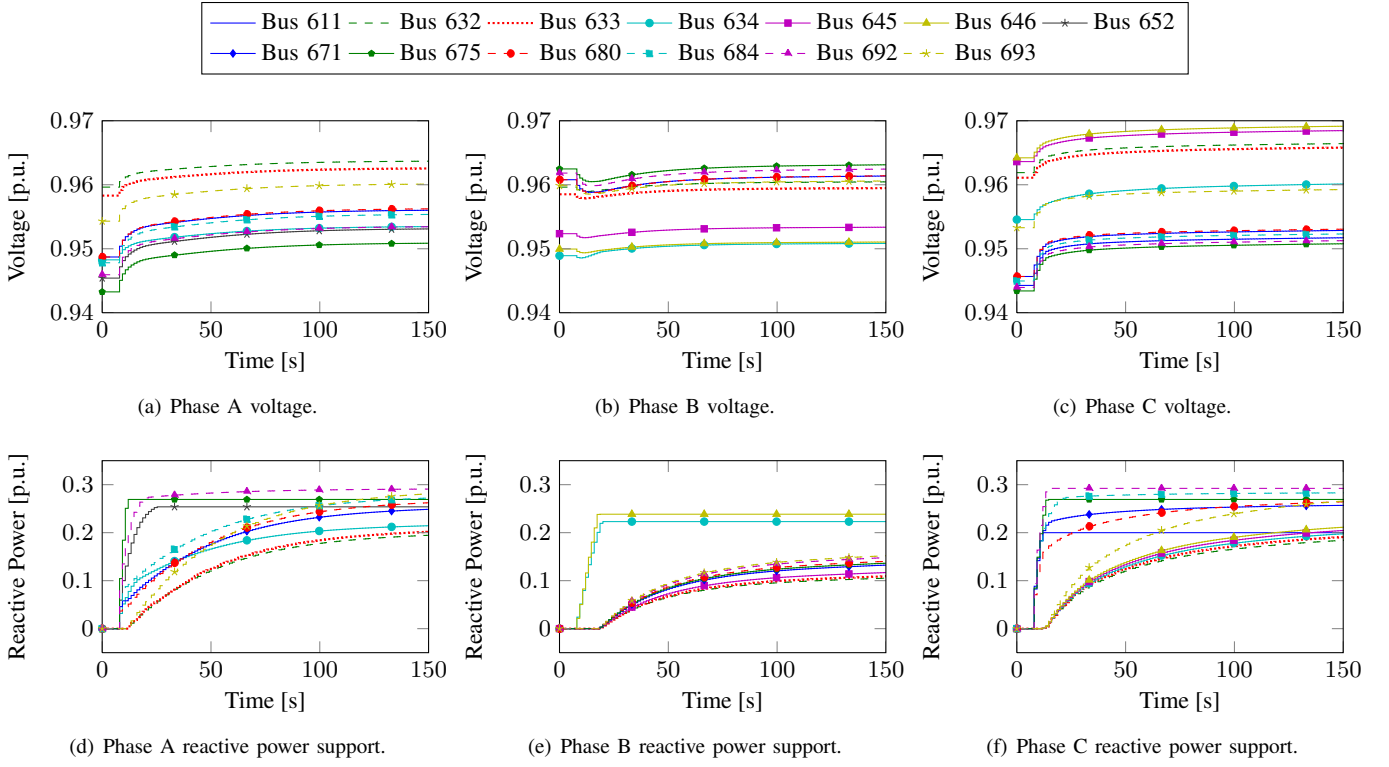 Bus 611 Bus 632 Bus 633 Bus 634 Bus 645 Bus 646 Bus 652
Bus 671 Bus 675 Bus 680 Bus 684 Bus 692 Bus 693
0.97 0.97 0.97
0.96 0.96 0.96
0.95 0.95 0.95
0.94 0.94 0.94
Voltage [p.u.] Voltage [p.u.] Voltage [p.u.]
0 50 100 150 0 50 100 150 0 50 100 150
Time [s] Time [s] Time [s]
(a) Phase A voltage. (b) Phase B voltage. (c) Phase C voltage.
0.3 0.3 0.3
0.2 0.2 0.2
0.1 0.1 0.1
0 0 0
Reactive Power [p.u.] Reactive Power [p.u.] Reactive Power [p.u.]
0 50 100 150 0 50 100 150 0 50 100 150
Time [s] Time [s] Time [s]
(d) Phase A reactive power support. (e) Phase B reactive power support. (f) Phase C reactive power support.